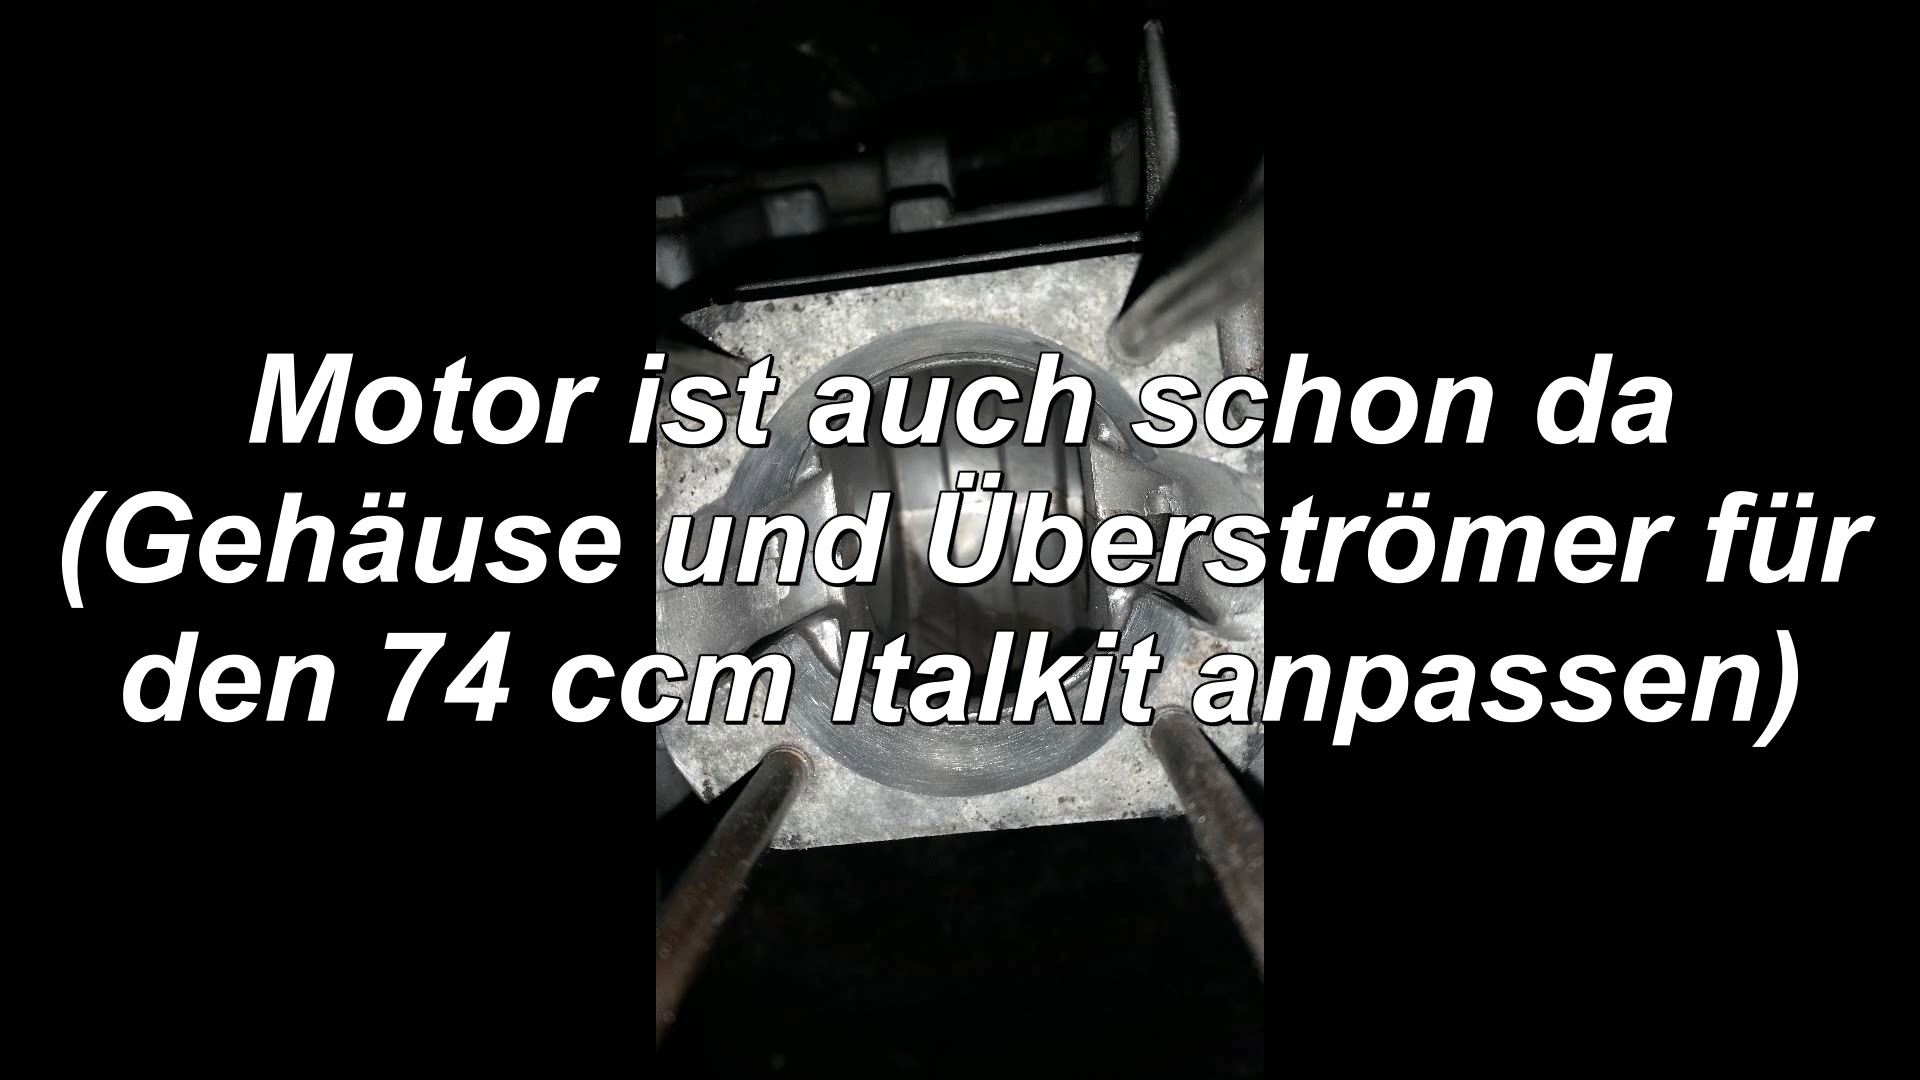 Motor ist auch schon da
(Gehäuse und Überströmer für
den 74 ccm Italkit anpassen)